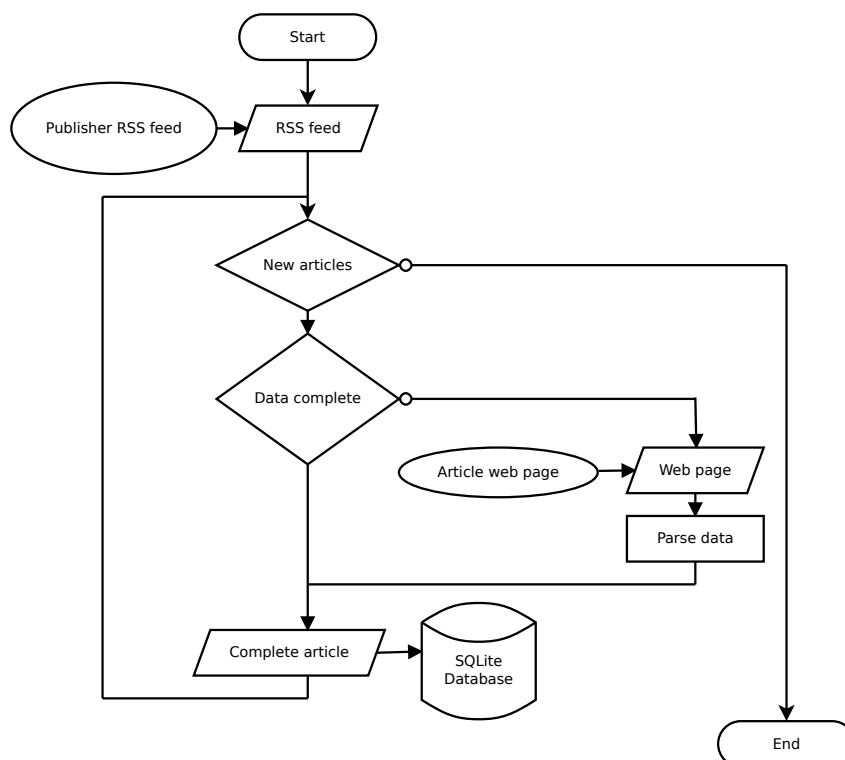 Start
Publisher RSS feed
RSS feed
New articles
Data complete
Article web page
Web page
Parse data
Complete article
SQLite
Database
End